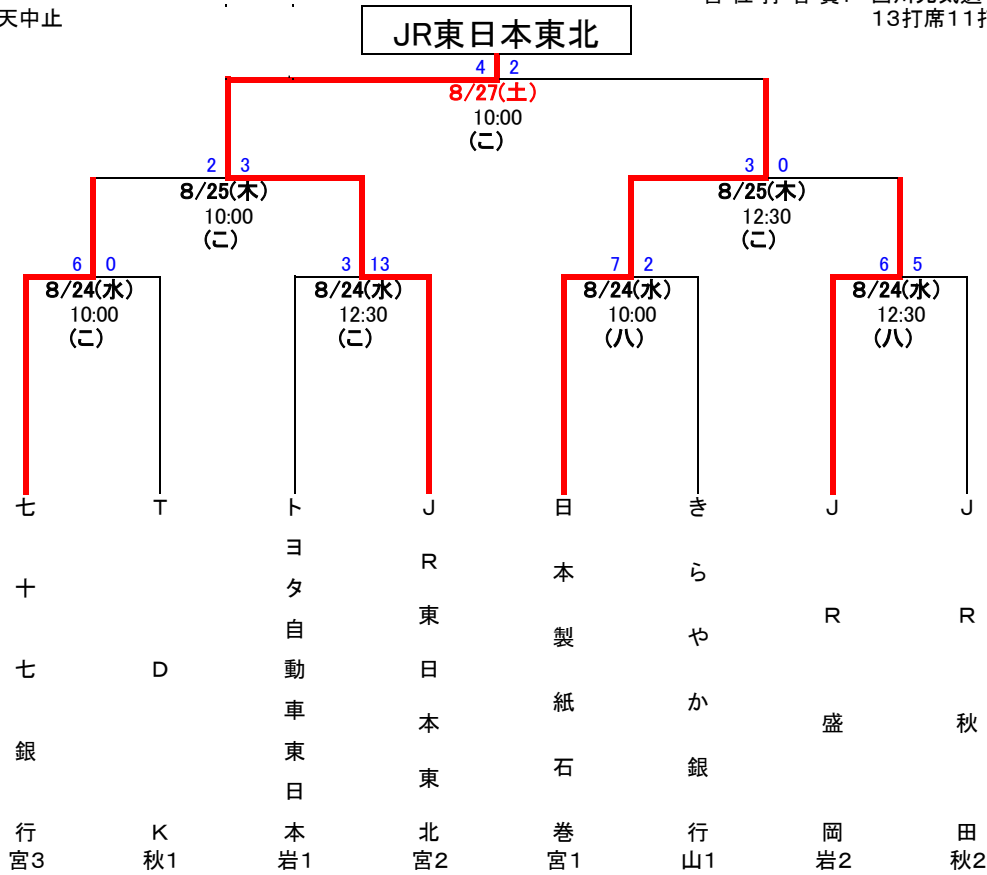 天中止
13打席11
JR東日本東北
4 2
8/27(土)
10:00
(こ)
2 3
8/25(木)
10:00
(こ)
3 0
8/25(木)
12:30
(こ)
6 0
8/24(水)
10:00
(こ)
3 13
8/24(水)
12:30
(こ)
7 2
8/24(水)
10:00
(八)
6 5
8/24(水)
12:30
(八)
七十七銀行
宮3
TDK
秋1
トヨタ自動車東日本
岩1
JR東日本東北
宮2
日本製紙石巻
宮1
きらやか銀行
山1
JR盛岡
岩2
JR秋田
秋2